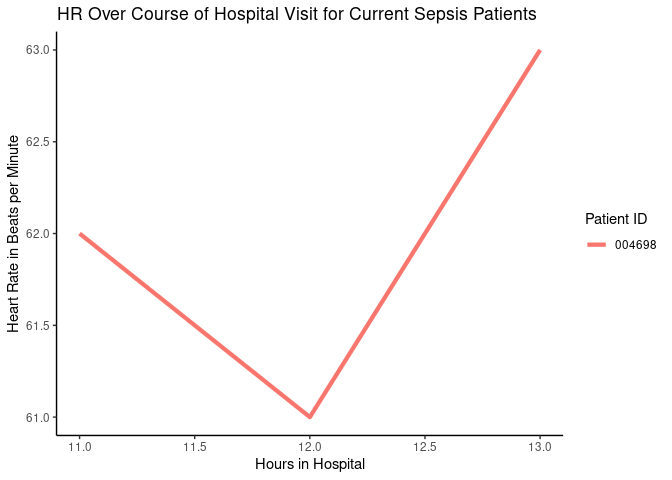 HR Over Course of Hospital Visit for Current Sepsis Patients
Heart Rate in Beats per Minute
63.0
62.5
62.0
61.5
61.0
11.0 11.5 12.0 12.5 13.0
Hours in Hospital
Patient ID
004698